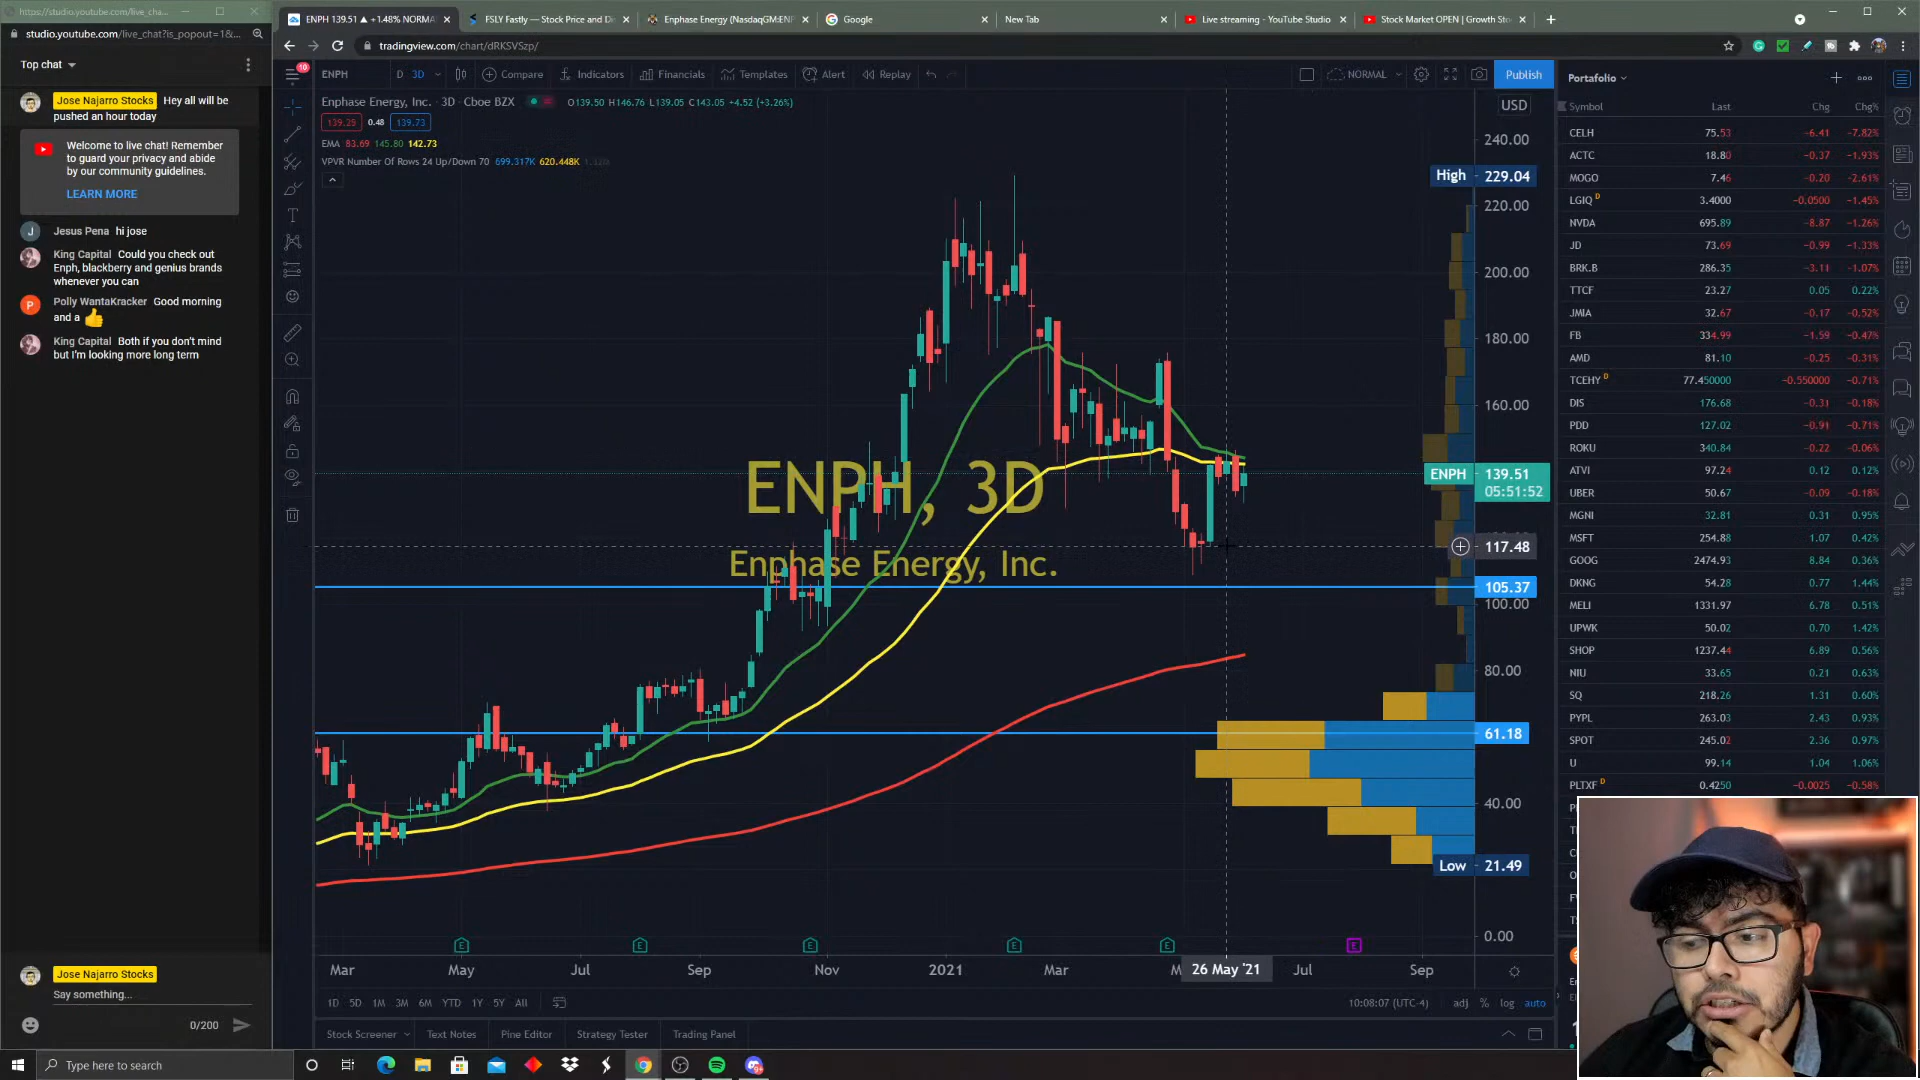 https://studio.youtube.com/live_cha...
studio.youtube.com/live_chat?is_popout=1&...
Top chat
Jose Najarro Stocks Hey all will be
pushed an hour today
Welcome to live chat! Remember
to guard your privacy and abide
by our community guidelines.
LEARN MORE
J
Jesus Pena hi jose
King Capital Could you check out
Enph, blackberry and genius brands
whenever you can
P
Polly WantaKracker Good morning
and a
King Capital Both if you don't mind
but I'm looking more long term
Jose Najarro Stocks
Say something...
0/200
ENPH 139.51 ▲ +1.48% NORMA
FSLY Fastly — Stock Price and Di
Enphase Energy (NasdaqGM:ENP
Google
New Tab
Live streaming - YouTube Studio
Stock Market OPEN | Growth Sto
tradingview.com/chart/dRKSVSzp/
10
ENPH
D
3D
Compare
Indicators
Financials
Templates
Alert
Replay
NORMAL
Publish
Enphase Energy, Inc. · 3D · Cboe BZX
O139.50 H146.76 L139.05 C143.05 +4.52 (+3.26%)
139.25 0.48 139.73
EMA 83.69 145.80 142.73
VPVR Number Of Rows 24 Up/Down 70 699.317K 620.448K
ENPH, 3D
Enphase Energy, Inc.
USD
240.00
High 229.04
220.00
200.00
180.00
160.00
ENPH 139.51
05:51:52
117.48
105.37
100.00
80.00
61.18
40.00
Low 21.49
0.00
E
E
E
E
E
E
Mar
May
Jul
Sep
Nov
2021
Mar
M
26 May '21
Jul
Sep
1D 5D 1M 3M 6M YTD 1Y 5Y All
10:08:07 (UTC-4)
adj % log auto
Stock Screener
Text Notes
Pine Editor
Strategy Tester
Trading Panel
Portafolio
Symbol Last Chg Chg%
CELH 75.53 −6.41 −7.82%
ACTC 18.80 −0.37 −1.93%
MOGO 7.46 −0.20 −2.61%
LGIQ D 3.4000 −0.0500 −1.45%
NVDA 695.89 −8.87 −1.26%
JD 73.69 −0.99 −1.33%
BRK.B 286.35 −3.11 −1.07%
TTCF 23.27 0.05 0.22%
JMIA 32.67 −0.17 −0.52%
FB 334.99 −1.59 −0.47%
AMD 81.10 −0.25 −0.31%
TCEHY D 77.450000 −0.550000 −0.71%
DIS 176.68 −0.31 −0.18%
PDD 127.02 −0.91 −0.71%
ROKU 340.84 −0.22 −0.06%
ATVI 97.24 0.12 0.12%
UBER 50.67 −0.09 −0.18%
MGNI 32.81 0.31 0.95%
MSFT 254.88 1.07 0.42%
GOOG 2474.93 8.84 0.36%
DKNG 54.28 0.77 1.44%
MELI 1331.97 6.78 0.51%
UPWK 50.02 0.70 1.42%
SHOP 1237.44 6.89 0.56%
NIU 33.65 0.21 0.63%
SQ 218.26 1.31 0.60%
PYPL 263.03 2.43 0.93%
SPOT 245.02 2.36 0.97%
U 99.14 1.04 1.06%
PLTXF D 0.4250 −0.0025 −0.58%
Type here to search